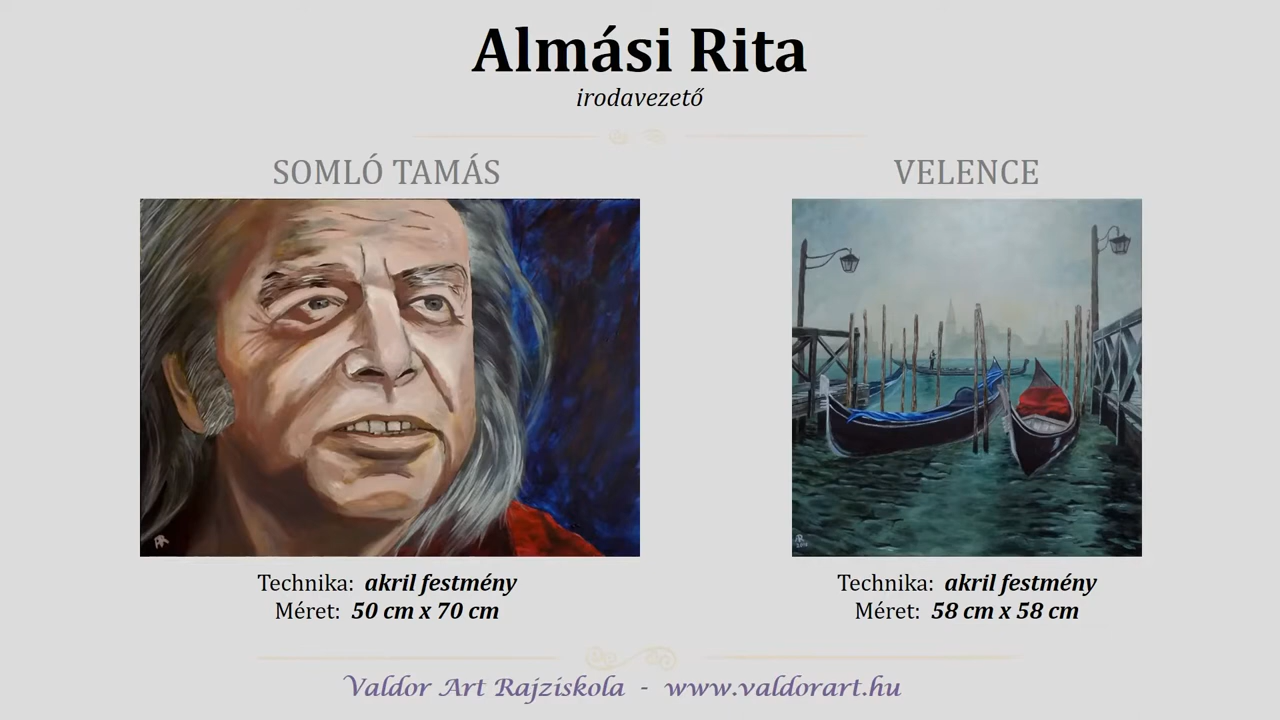 Almási Rita
irodavezető
SOMLÓ TAMÁS
VELENCE
Technika: akril festmény
Méret: 50 cm x 70 cm
Technika: akril festmény
Méret: 58 cm x 58 cm
Valdor Art Rajziskola - www.valdorart.hu